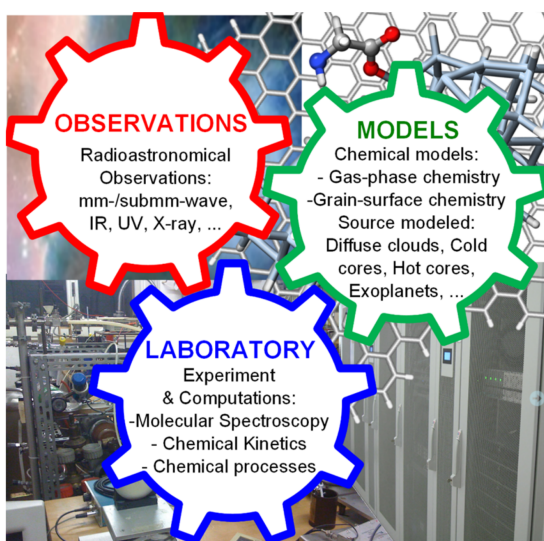 OBSERVATIONS
Radioastronomical
Observations:
mm-/submm-wave,
IR, UV, X-ray, ...
MODELS
Chemical models:
- Gas-phase chemistry
-Grain-surface chemistry
Source modeled:
Diffuse clouds, Cold
cores, Hot cores,
Exoplanets, ...
LABORATORY
Experiment
& Computations:
-Molecular Spectroscopy
- Chemical Kinetics
- Chemical processes